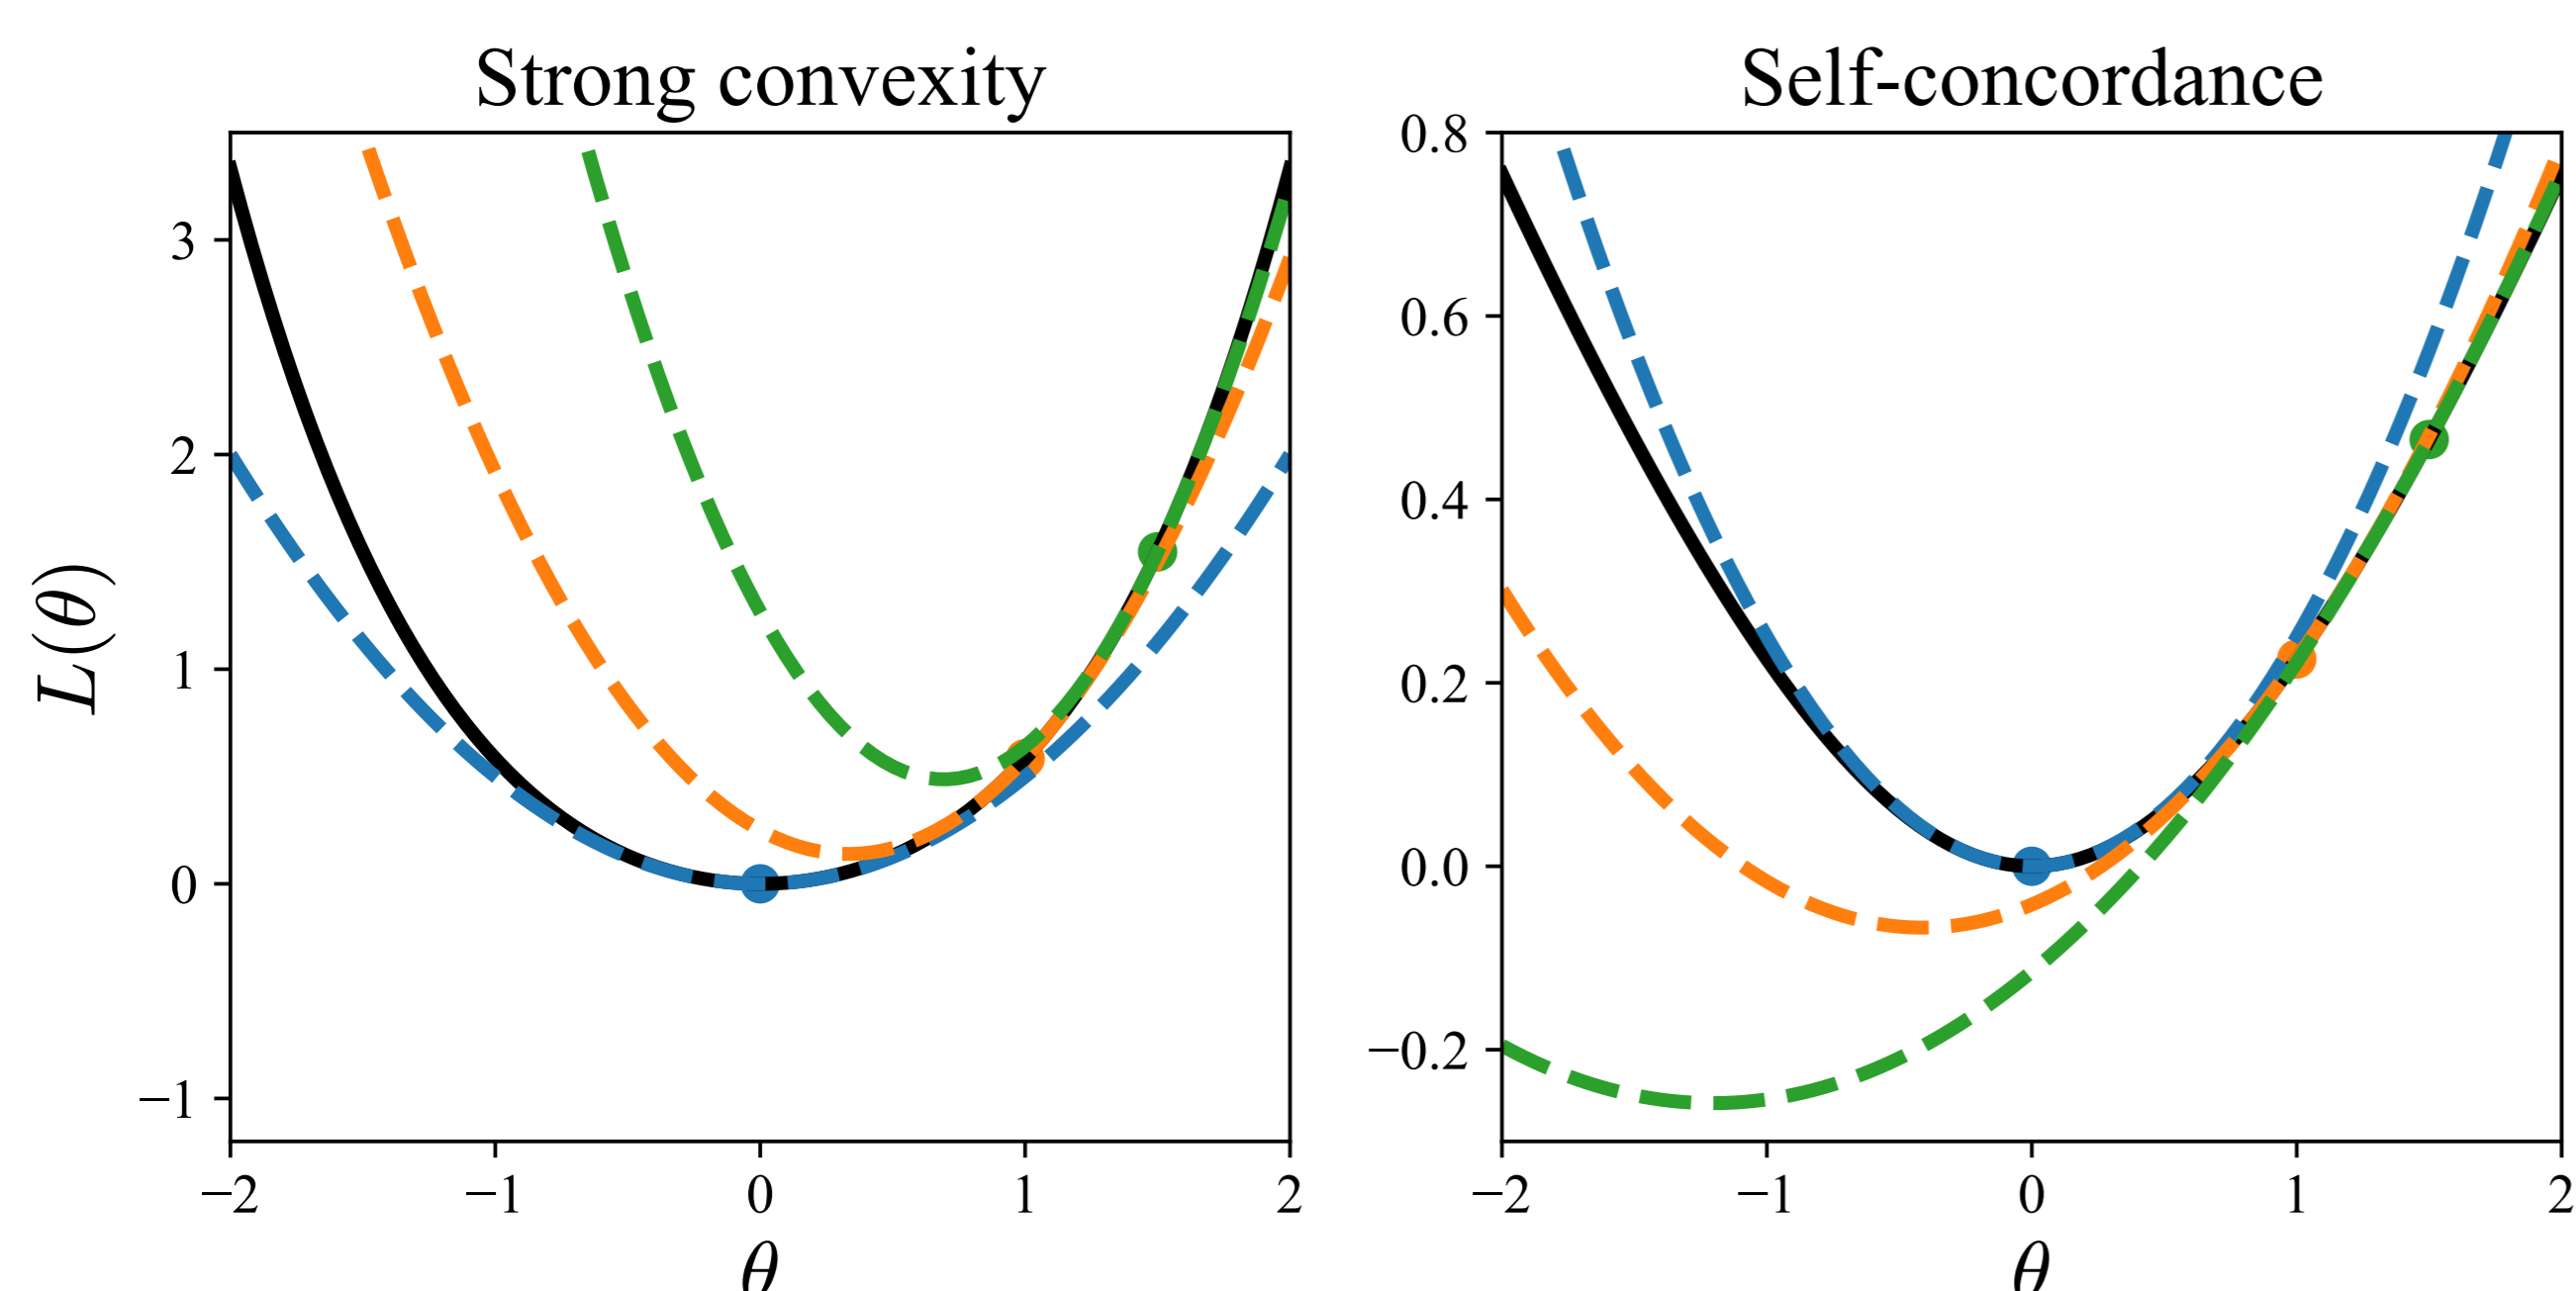 Strong convexity
L(θ)
3
2
1
0
−1
−2 −1 0 1 2
θ
Self-concordance
0.8
0.6
0.4
0.2
0.0
−0.2
−2 −1 0 1 2
θ